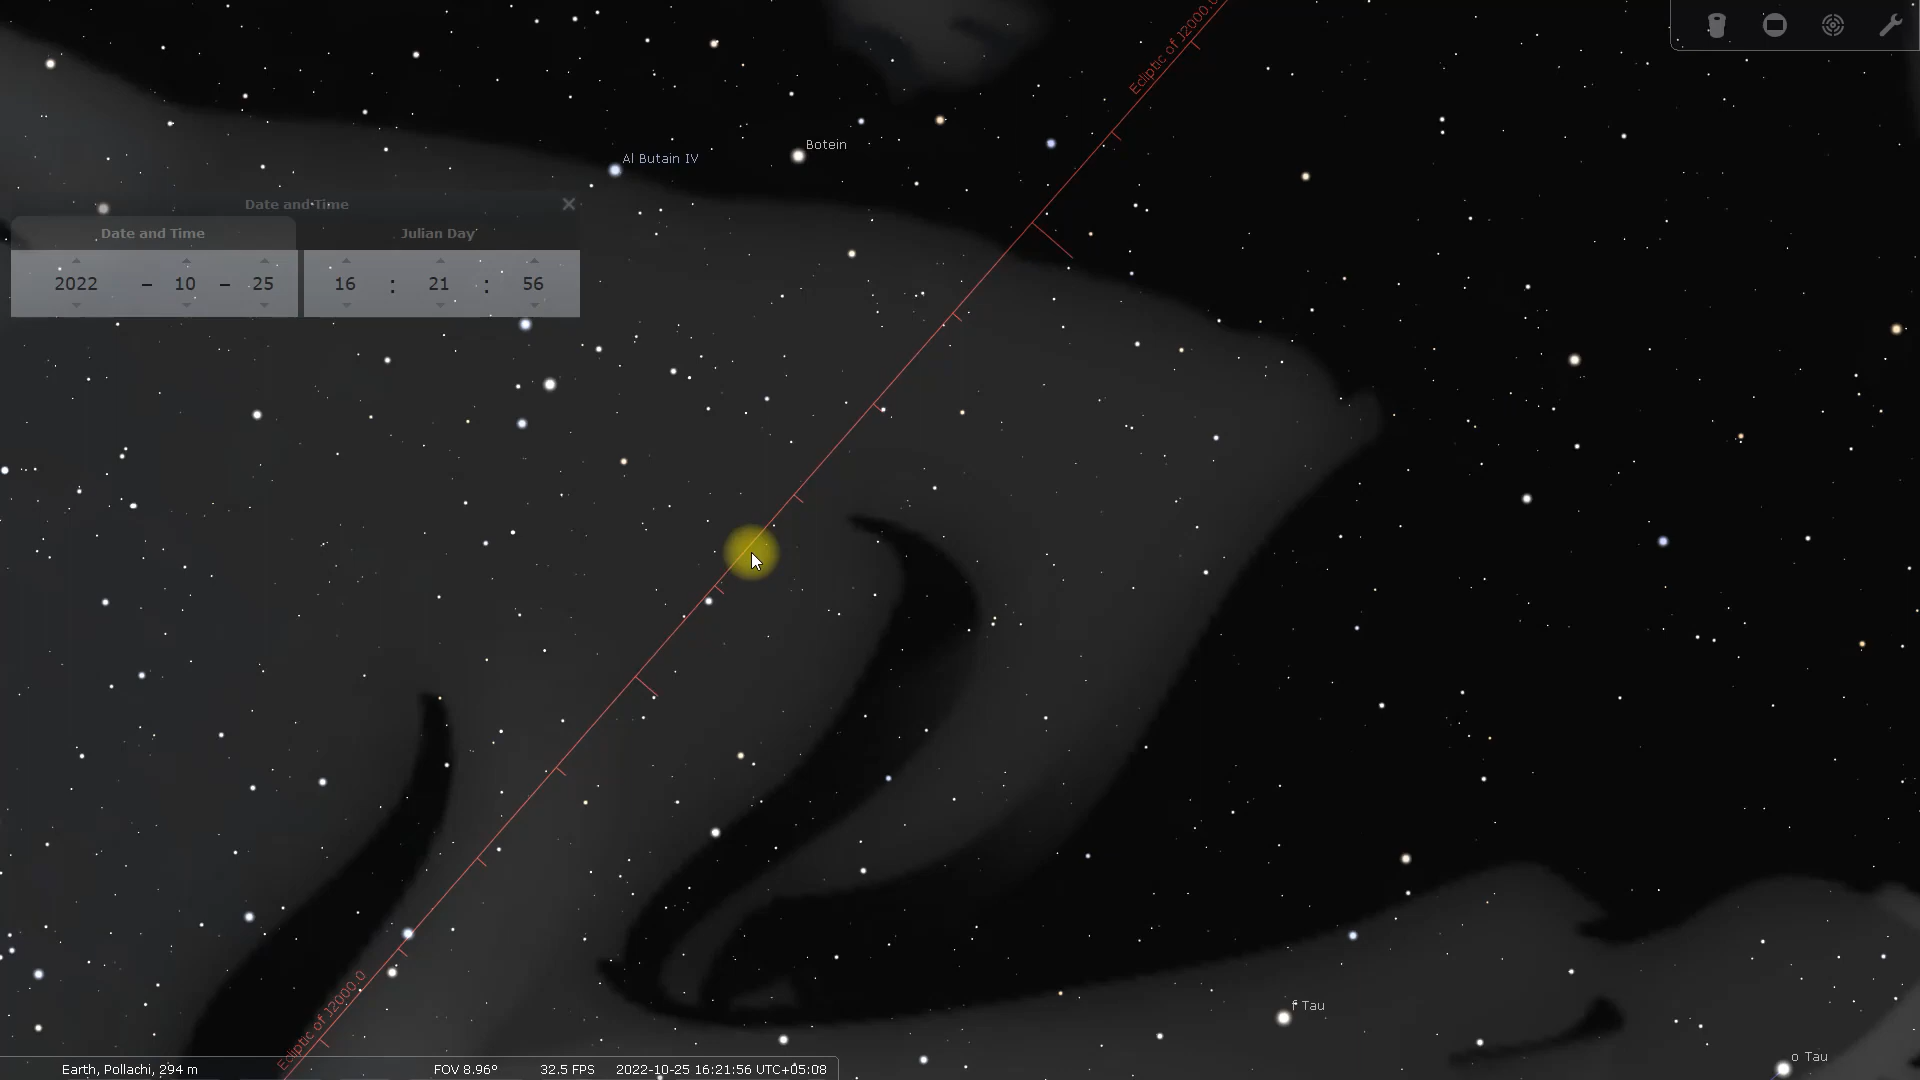 Ecliptic of J2000.0
Botein
Al Butain IV
Date and Time
Date and Time
Julian Day
2022 – 10 – 25
16 : 21 : 56
Ecliptic of J2000.0
f Tau
o Tau
Earth, Pollachi, 294 m
FOV 8.96°
32.5 FPS
2022-10-25 16:21:56 UTC+05:08